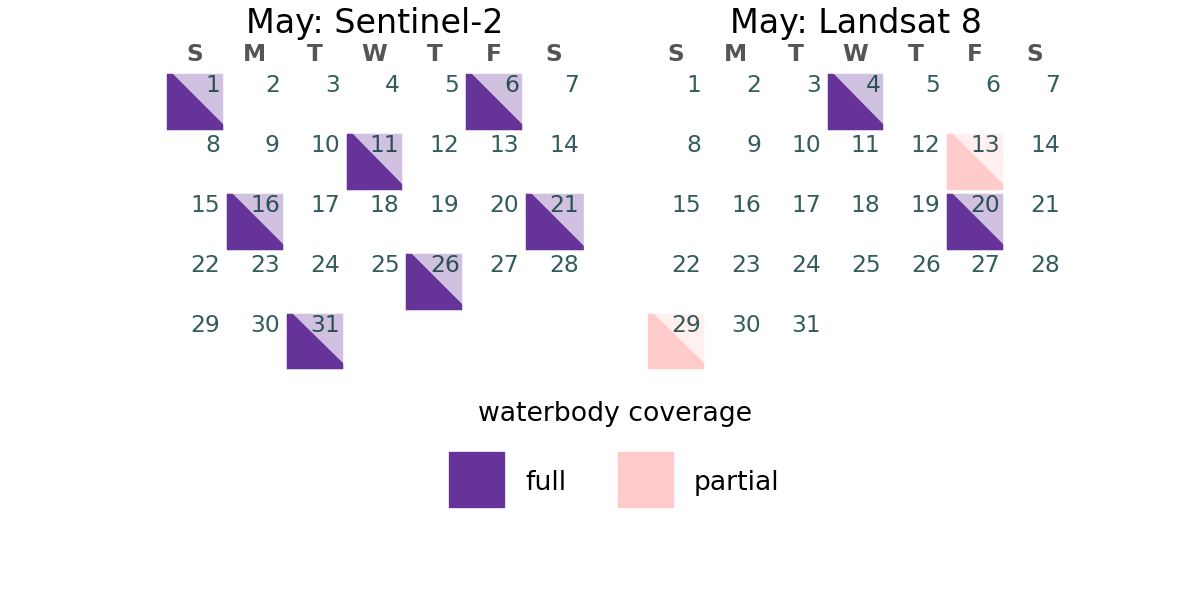 May: Sentinel-2
S M T W T F S
1 2 3 4 5 6 7
8 9 10 11 12 13 14
15 16 17 18 19 20 21
22 23 24 25 26 27 28
29 30 31
May: Landsat 8
S M T W T F S
1 2 3 4 5 6 7
8 9 10 11 12 13 14
15 16 17 18 19 20 21
22 23 24 25 26 27 28
29 30 31
waterbody coverage
full
partial